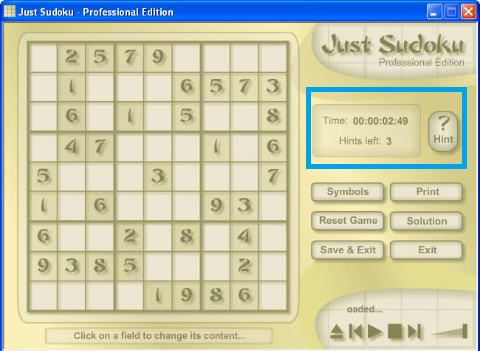 Just Sudoku - Professional Edition
Just Sudoku
Professional Edition
2 5 7 9
1 6 5 7 3
6 1 5 8
4 7 1 6
5 3 7
1 6 9 3
6 2 8 4
9 3 8 5 2
1 9 8 6
Time: 00:00:02:49
Hints left: 3
?
Hint
Symbols Print
Reset Game Solution
Save & Exit Exit
oaded...
Click on a field to change its content...